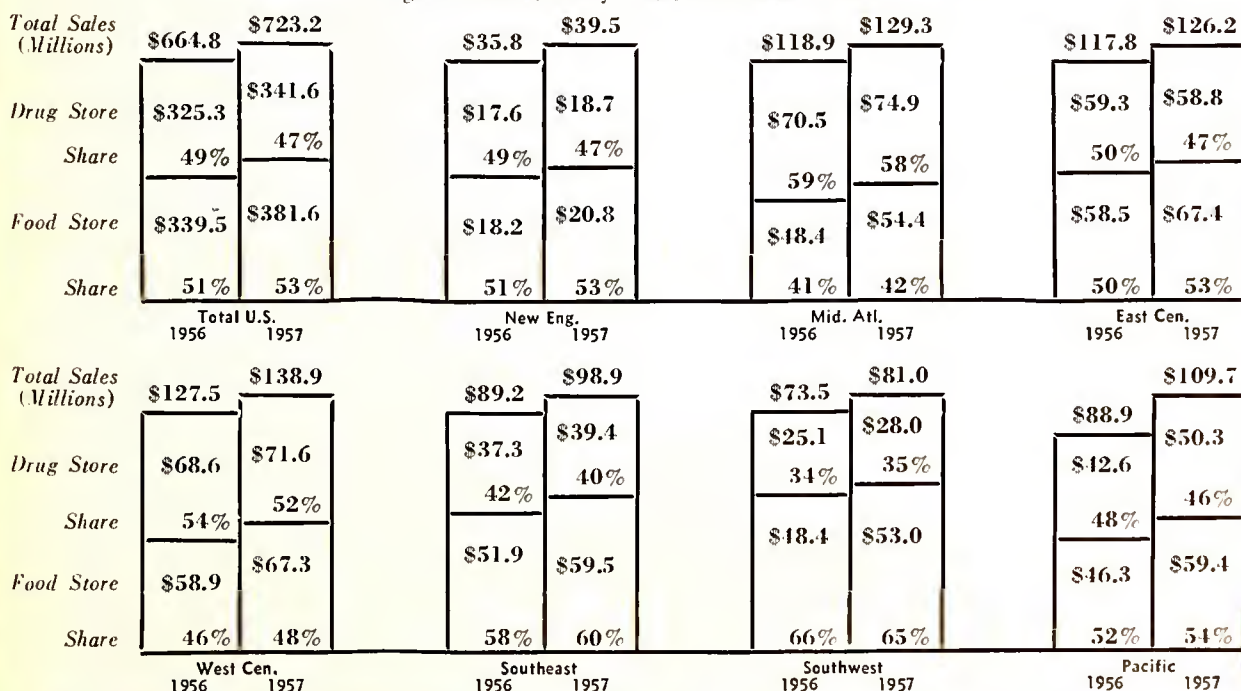 Total Sales $664.8 $723.2 $35.8 $39.5 $118.9 $129.3 $117.8 $126.2
(Millions)
Drug Store $325.3 $341.6 $17.6 $18.7 $70.5 $74.9 $59.3 $58.8
Share 49% 47% 49% 47% 59% 58% 50% 47%
Food Store $339.5 $381.6 $18.2 $20.8 $48.4 $54.4 $58.5 $67.4
Share 51% 53% 51% 53% 41% 42% 50% 53%
Total U.S. New Eng. Mid. Atl. East Cen.
1956 1957 1956 1957 1956 1957 1956 1957
Total Sales $127.5 $138.9 $89.2 $98.9 $73.5 $81.0 $88.9 $109.7
(Millions)
Drug Store $68.6 $71.6 $37.3 $39.4 $25.1 $28.0 $42.6 $50.3
Share 54% 52% 42% 40% 34% 35% 48% 46%
Food Store $58.9 $67.3 $51.9 $59.5 $48.4 $53.0 $46.3 $59.4
Share 46% 48% 58% 60% 66% 65% 52% 54%
West Cen. Southeast Southwest Pacific
1956 1957 1956 1957 1956 1957 1956 1957